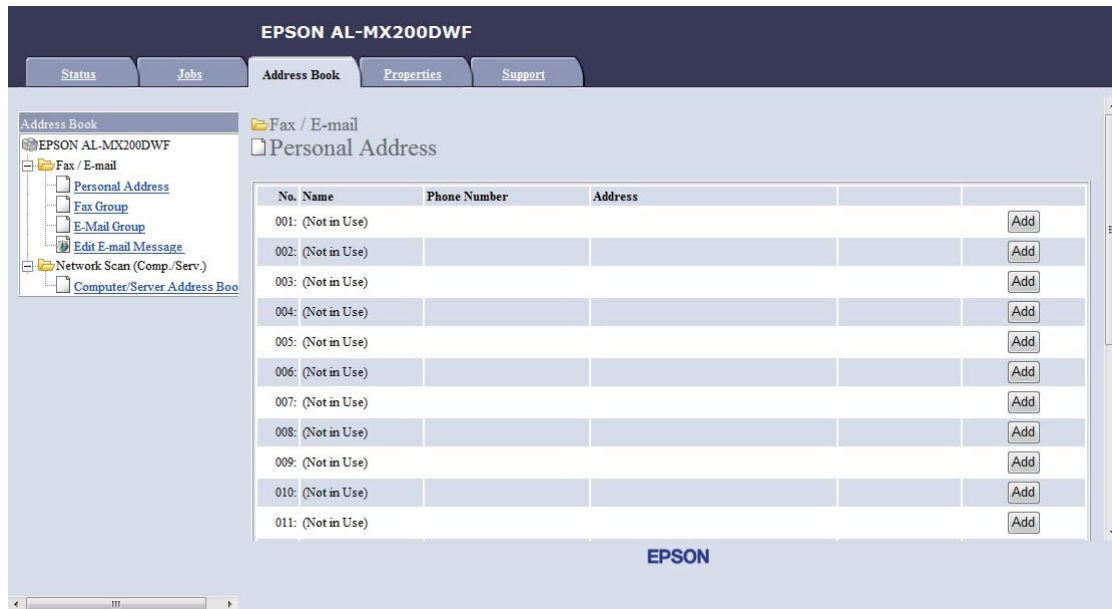 EPSON AL-MX200DWF
Status Jobs Address Book Properties Support
Address Book
EPSON AL-MX200DWF
Fax / E-mail
Personal Address
Fax Group
E-Mail Group
Edit E-mail Message
Network Scan (Comp./Serv.)
Computer/Server Address Boo
Fax / E-mail
Personal Address
No. Name Phone Number Address
001: (Not in Use) Add
002: (Not in Use) Add
003: (Not in Use) Add
004: (Not in Use) Add
005: (Not in Use) Add
006: (Not in Use) Add
007: (Not in Use) Add
008: (Not in Use) Add
009: (Not in Use) Add
010: (Not in Use) Add
011: (Not in Use) Add
EPSON